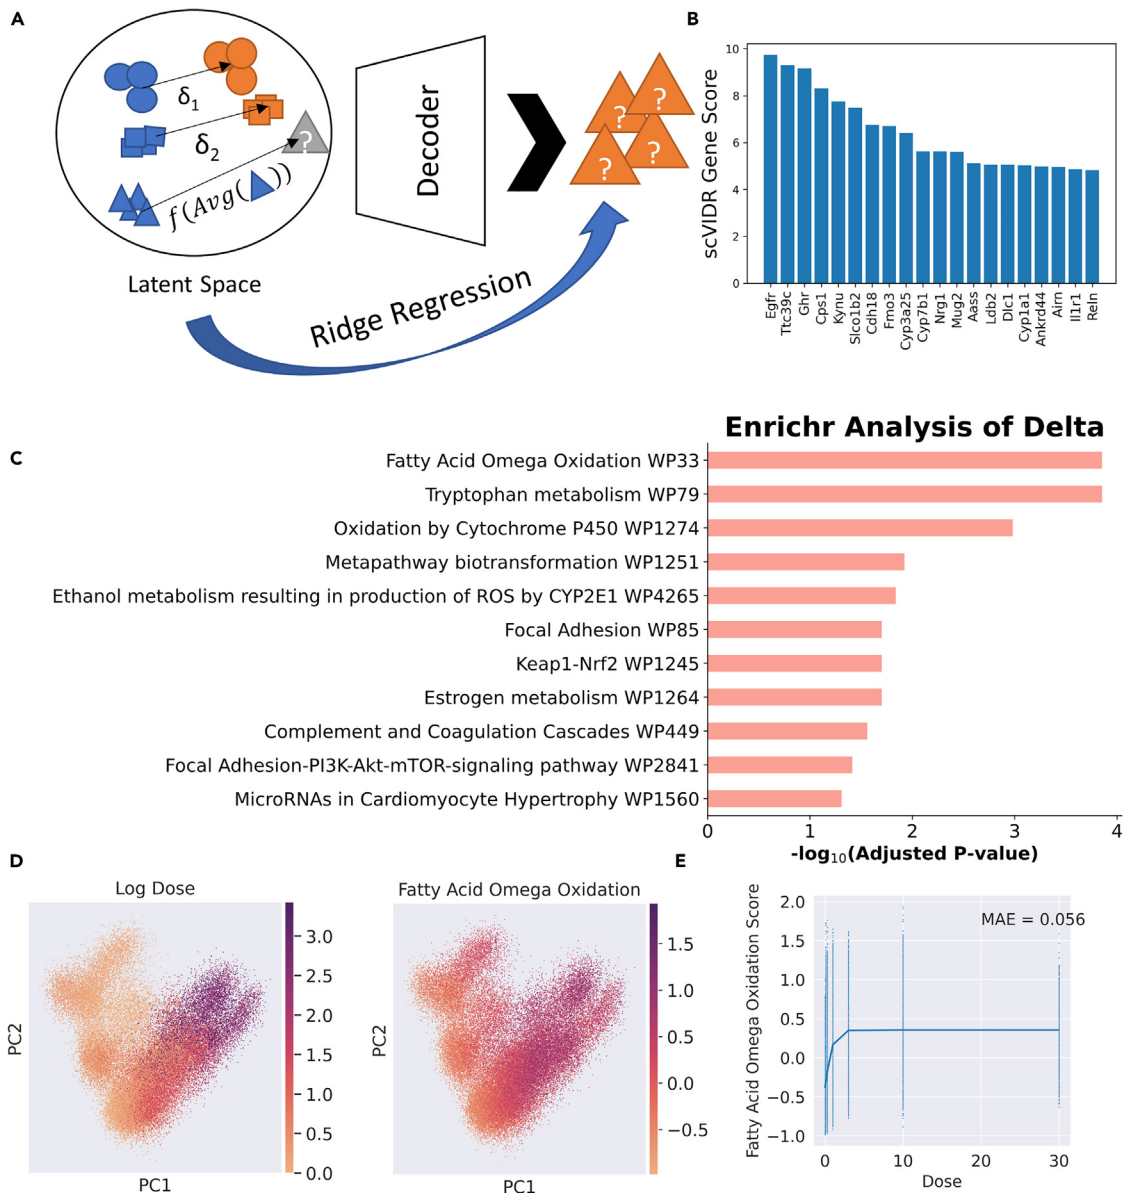 A
δ1
δ2
?
f(Avg( ))
Latent Space
Decoder
? ? ? ?
Ridge Regression
B
scVIDR Gene Score
10
8
6
4
2
0
Egfr
Ttc39c
Ghr
Cps1
Kynu
Slco1b2
Cdh18
Fmo3
Cyp3a25
Cyp7b1
Nrg1
Mug2
Aass
Ldb2
Dlc1
Cyp1a1
Ankrd44
Airn
Il1r1
Reln
C
Enrichr Analysis of Delta
Fatty Acid Omega Oxidation WP33
Tryptophan metabolism WP79
Oxidation by Cytochrome P450 WP1274
Metapathway biotransformation WP1251
Ethanol metabolism resulting in production of ROS by CYP2E1 WP4265
Focal Adhesion WP85
Keap1-Nrf2 WP1245
Estrogen metabolism WP1264
Complement and Coagulation Cascades WP449
Focal Adhesion-PI3K-Akt-mTOR-signaling pathway WP2841
MicroRNAs in Cardiomyocyte Hypertrophy WP1560
0 1 2 3 4
-log10(Adjusted P-value)
D
Log Dose
PC2
PC1
3.0
2.5
2.0
1.5
1.0
0.5
0.0
Fatty Acid Omega Oxidation
PC2
PC1
1.5
1.0
0.5
0.0
−0.5
E
Fatty Acid Omega Oxidation Score
2.0
1.5
1.0
0.5
0.0
−0.5
−1.0
MAE = 0.056
0 10 20 30
Dose